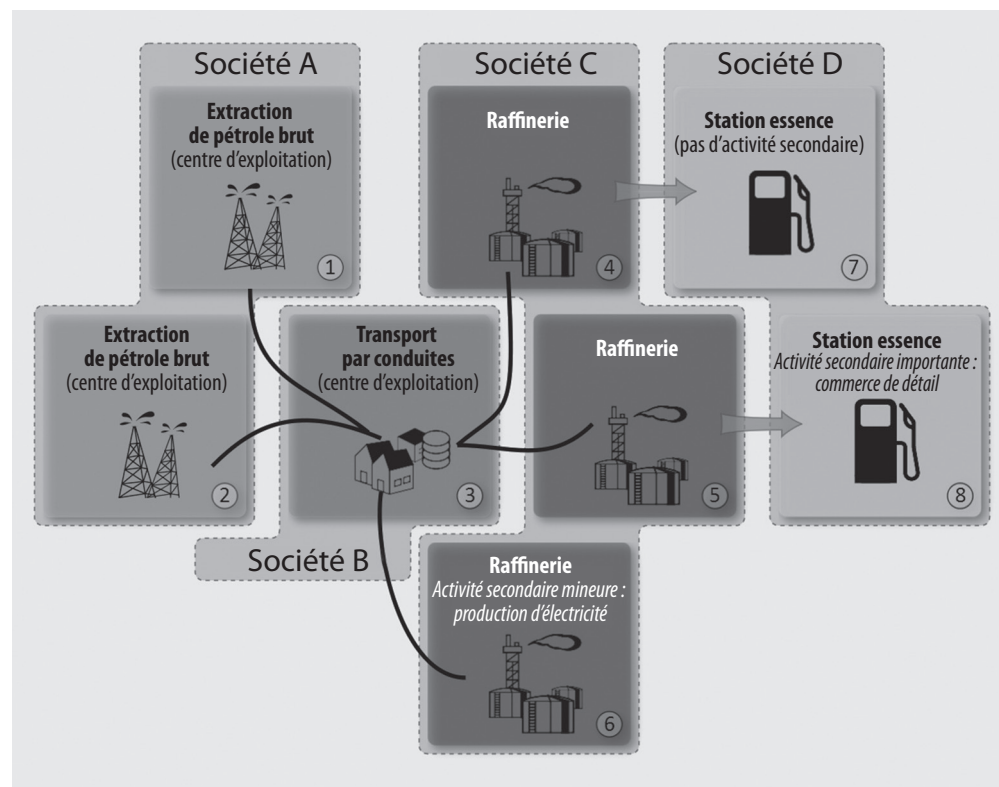 Société A
Extraction
de pétrole brut
(centre d’exploitation)
1
Extraction
de pétrole brut
(centre d’exploitation)
2
Transport
par conduites
(centre d’exploitation)
3
Société B
Société C
Raffinerie
4
Raffinerie
5
Raffinerie
Activité secondaire mineure :
production d’électricité
6
Société D
Station essence
(pas d’activité secondaire)
7
Station essence
Activité secondaire importante :
commerce de détail
8